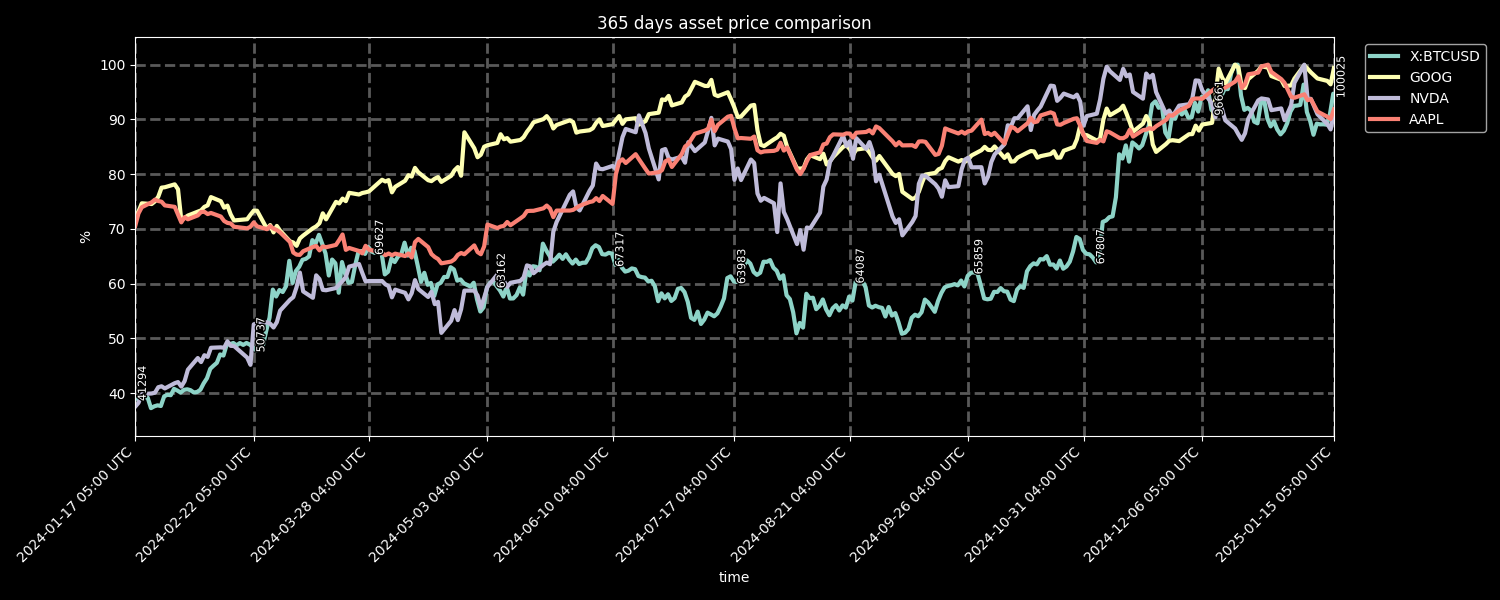 365 days asset price comparison
X:BTCUSD
GOOG
NVDA
AAPL
%
100
90
80
70
60
50
40
41294
50737
69627
63162
67317
63983
64087
65859
67807
96661
100025
2024-01-17 05:00 UTC
2024-02-22 05:00 UTC
2024-03-28 04:00 UTC
2024-05-03 04:00 UTC
2024-06-10 04:00 UTC
2024-07-17 04:00 UTC
2024-08-21 04:00 UTC
2024-09-26 04:00 UTC
2024-10-31 04:00 UTC
2024-12-06 05:00 UTC
2025-01-15 05:00 UTC
time